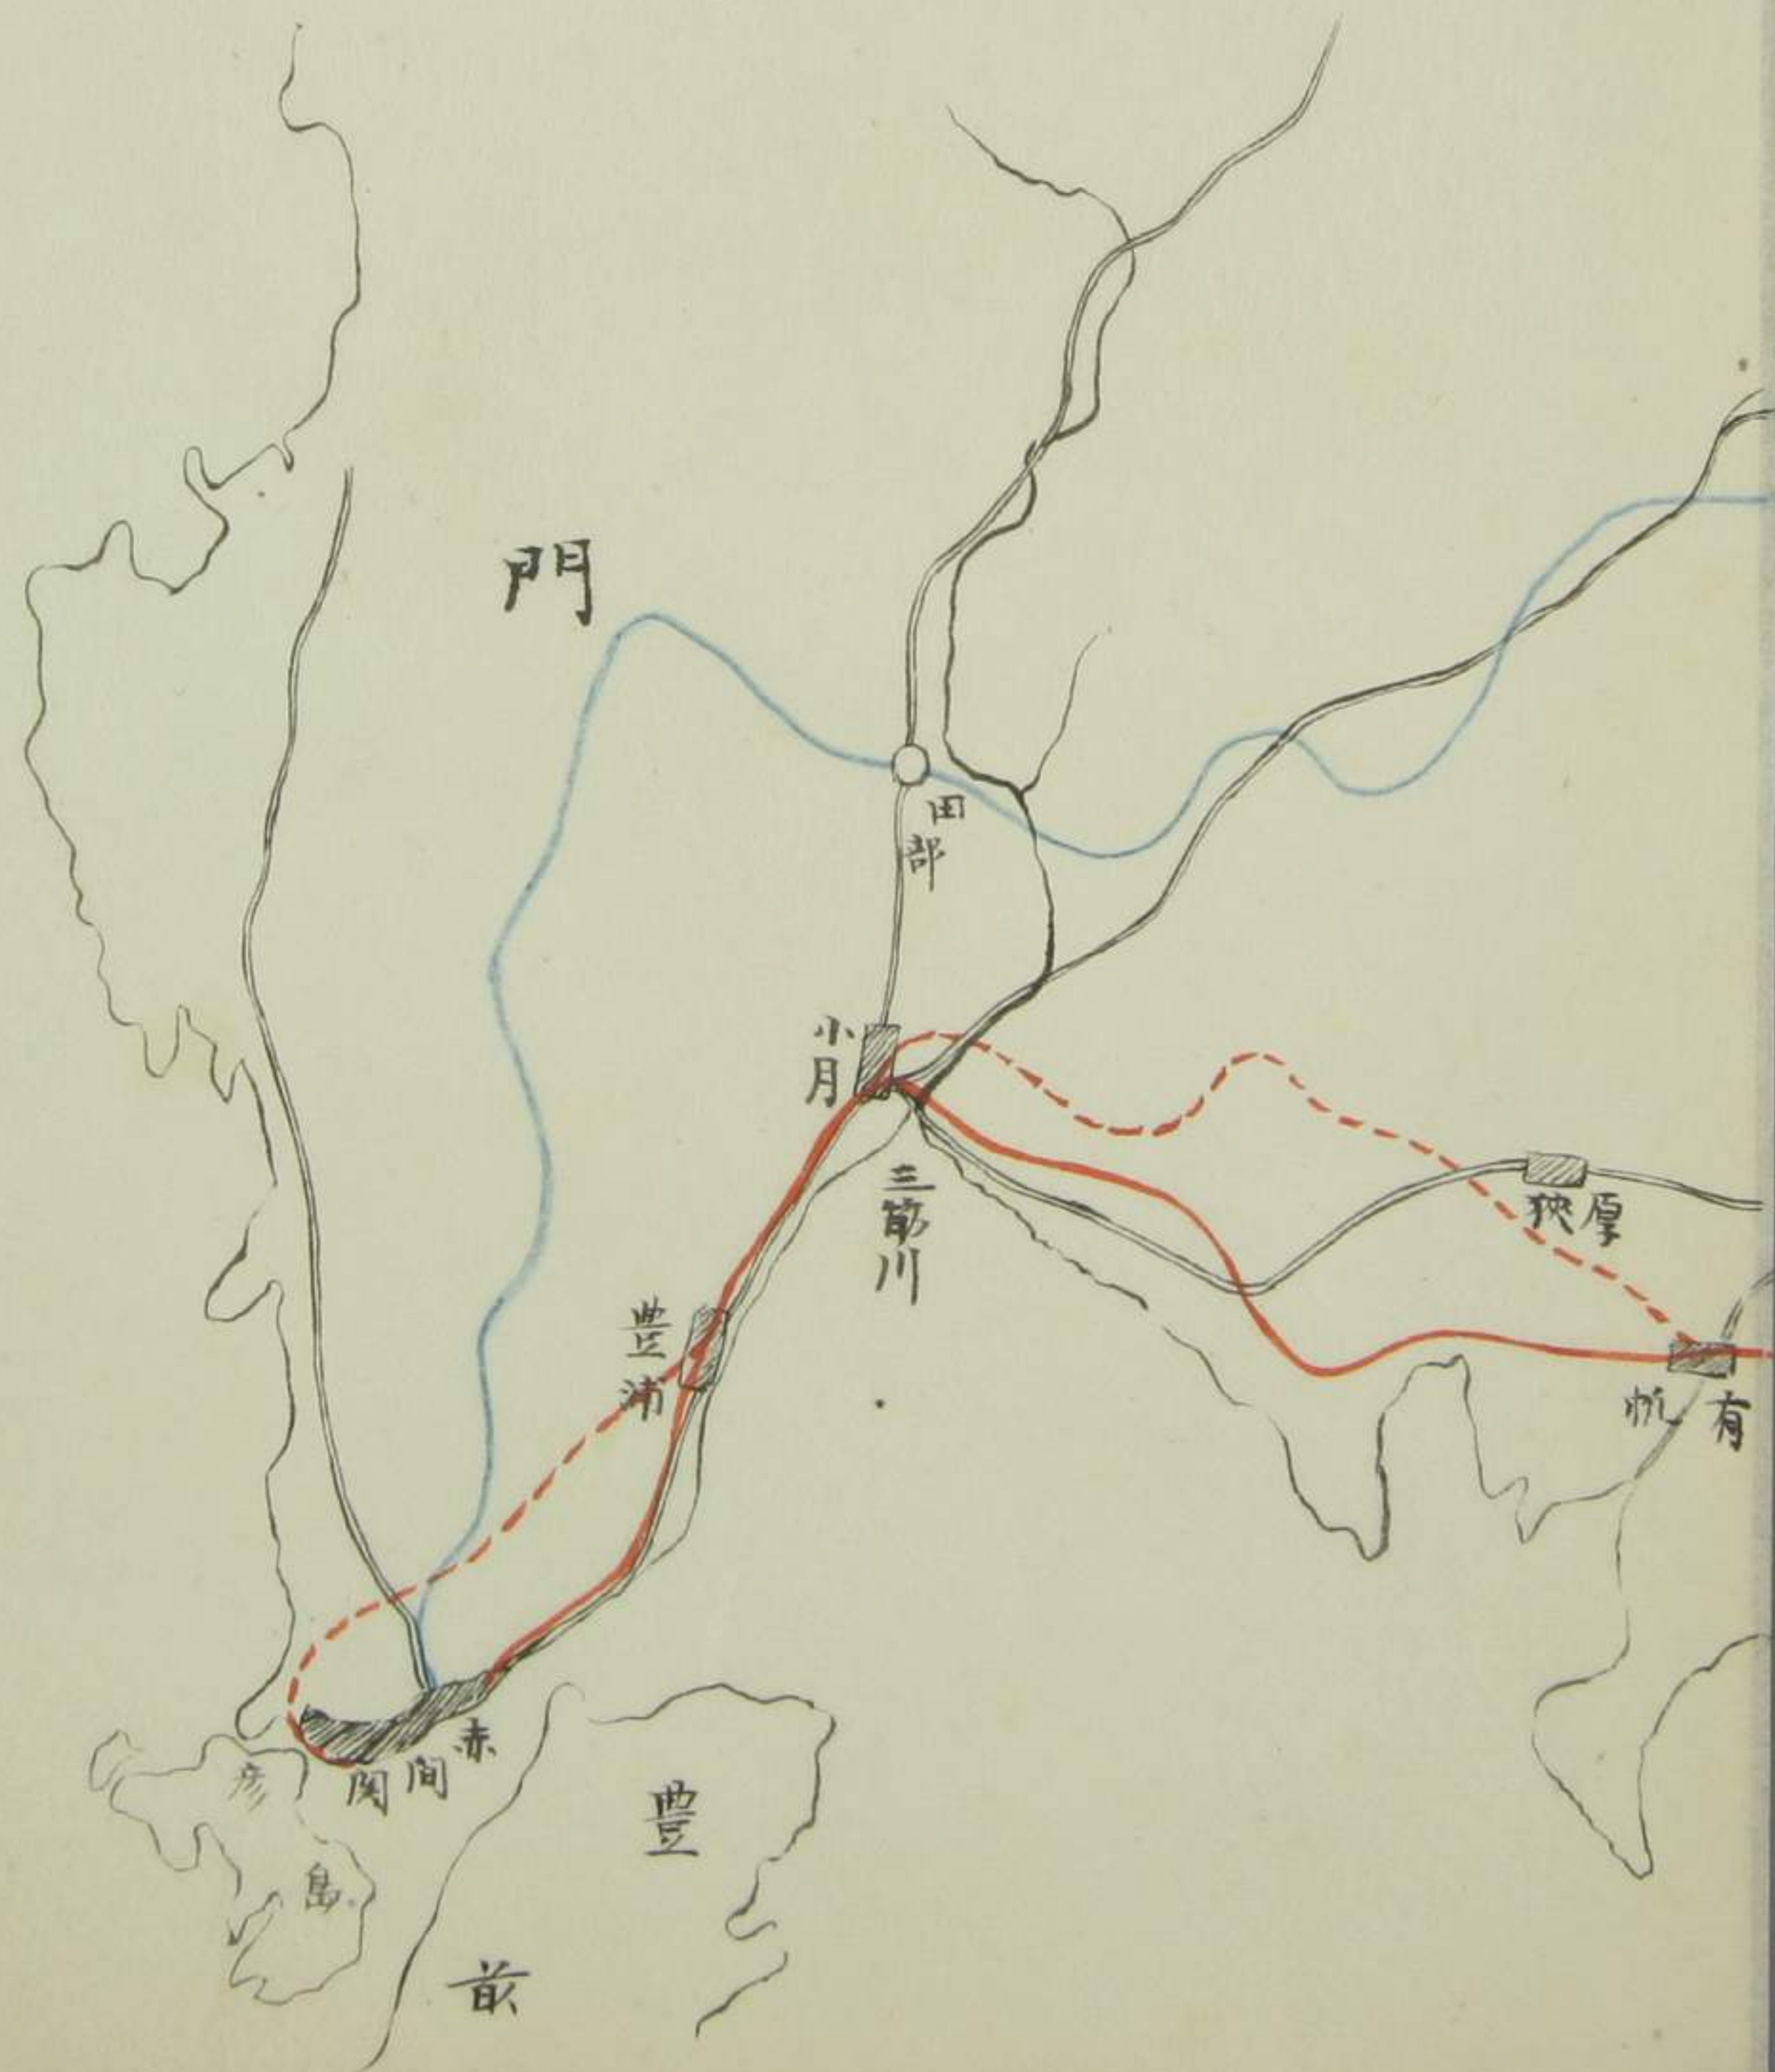 門
田部
小月
三筋川
厚狭
豊浦
有帆
赤間関
彦島
豊前